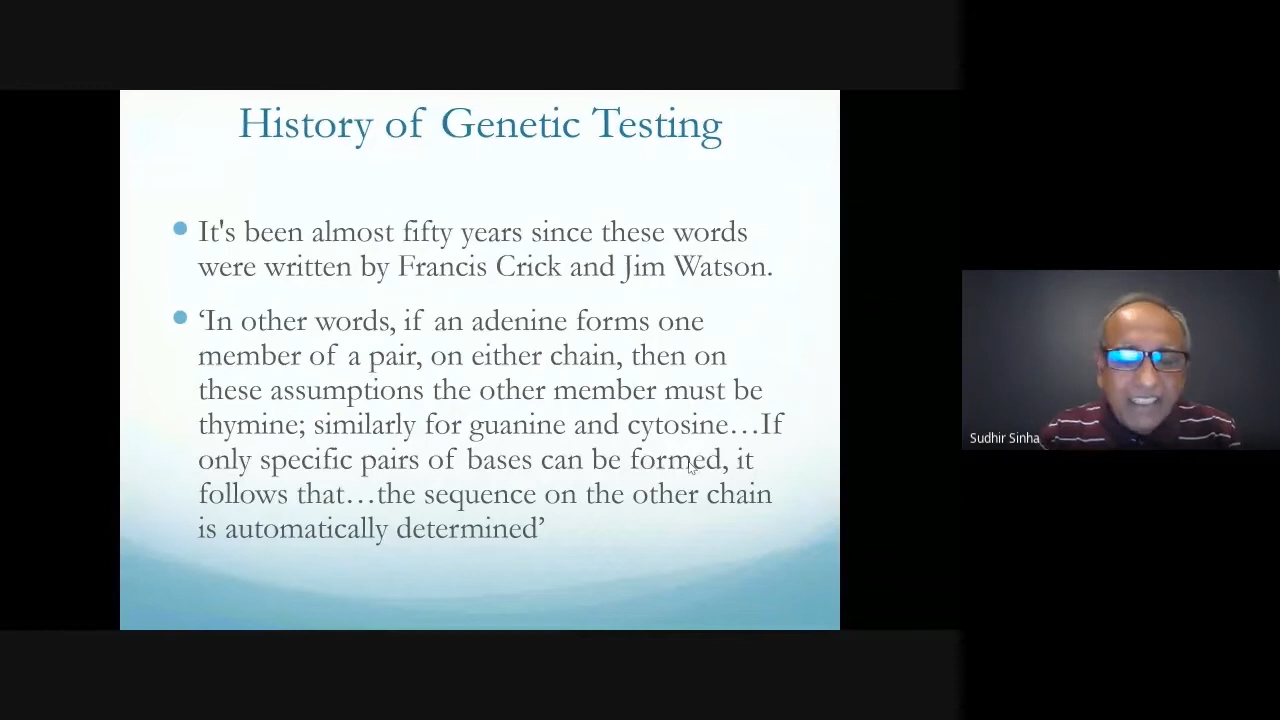 History of Genetic Testing
It's been almost fifty years since these words
were written by Francis Crick and Jim Watson.
‘In other words, if an adenine forms one
member of a pair, on either chain, then on
these assumptions the other member must be
thymine; similarly for guanine and cytosine…If
only specific pairs of bases can be formed, it
follows that…the sequence on the other chain
is automatically determined’
Sudhir Sinha